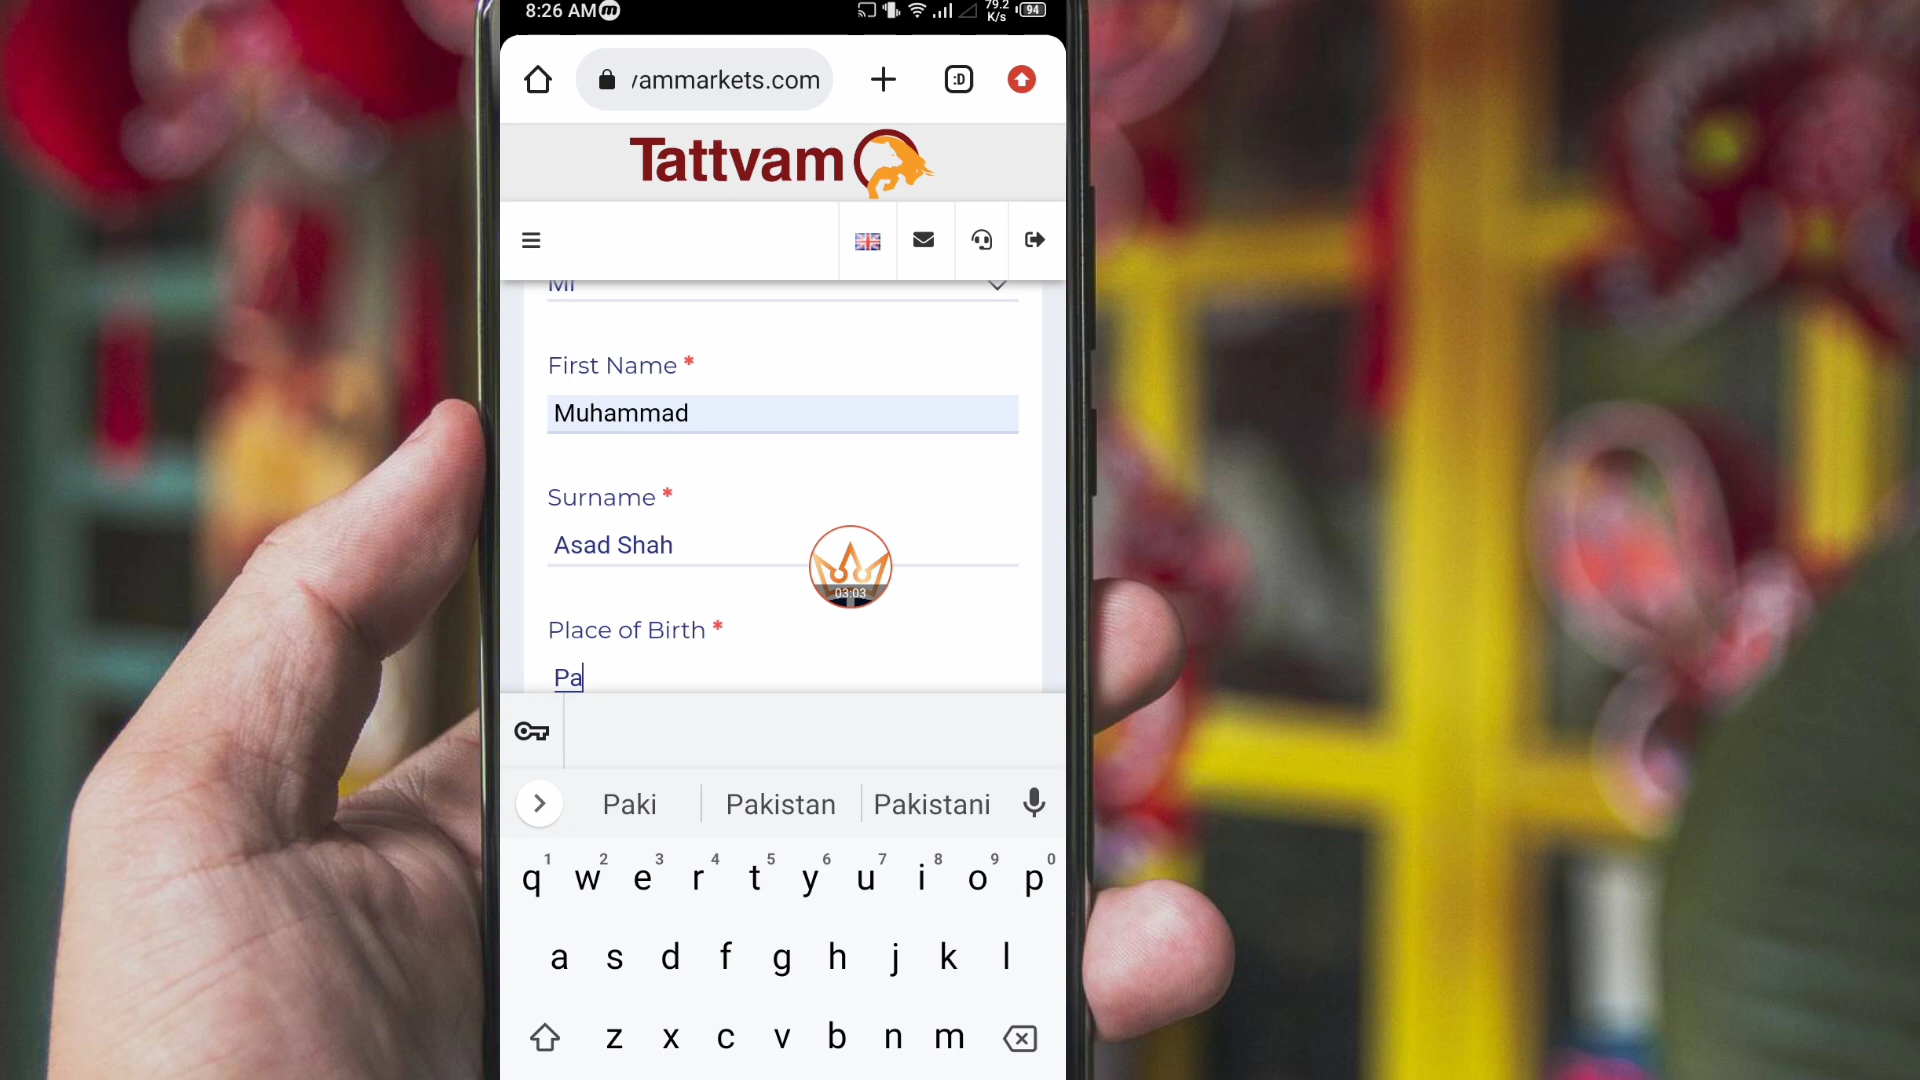 8:26 AM
79.2
K/s
94
vammarkets.com
:D
Tattvam
Mr
First Name *
Muhammad
Surname *
Asad Shah
03:03
Place of Birth *
Pa
Paki Pakistan Pakistani
1 2 3 4 5 6 7 8 9 0
q w e r t y u i o p
a s d f g h j k l
z x c v b n m